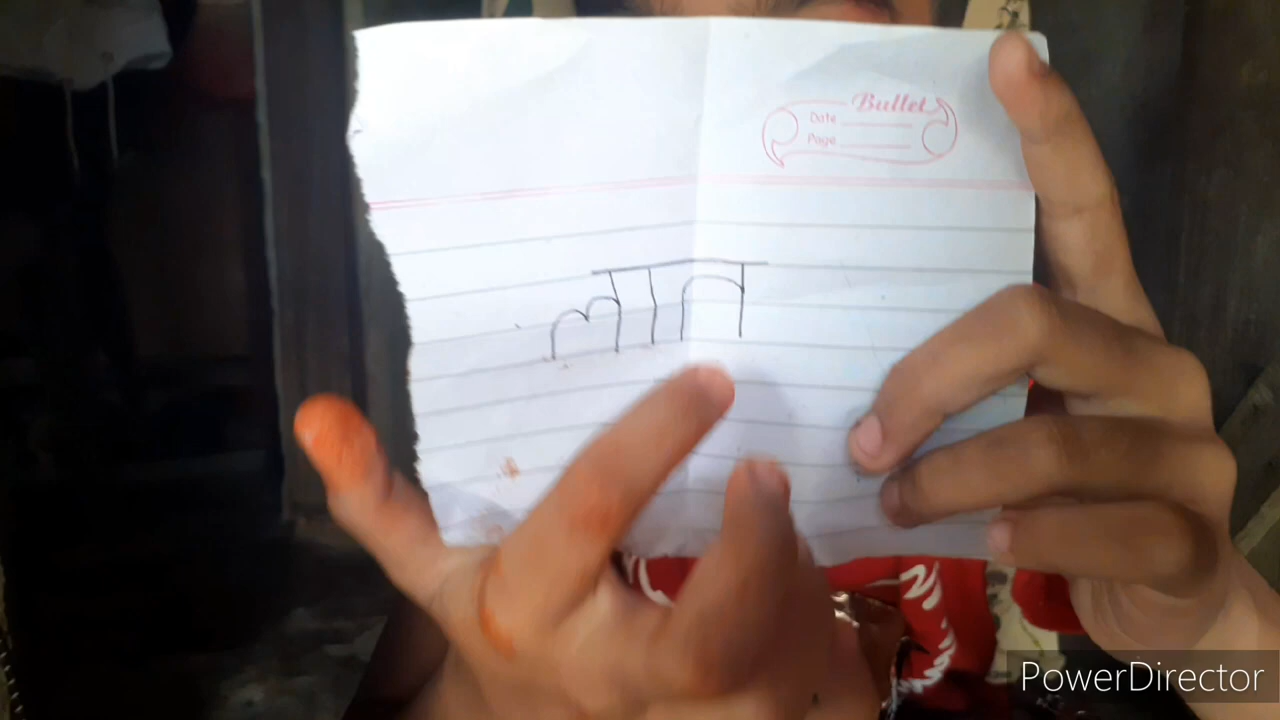 Bullet
Date
Page
लात
PowerDirector